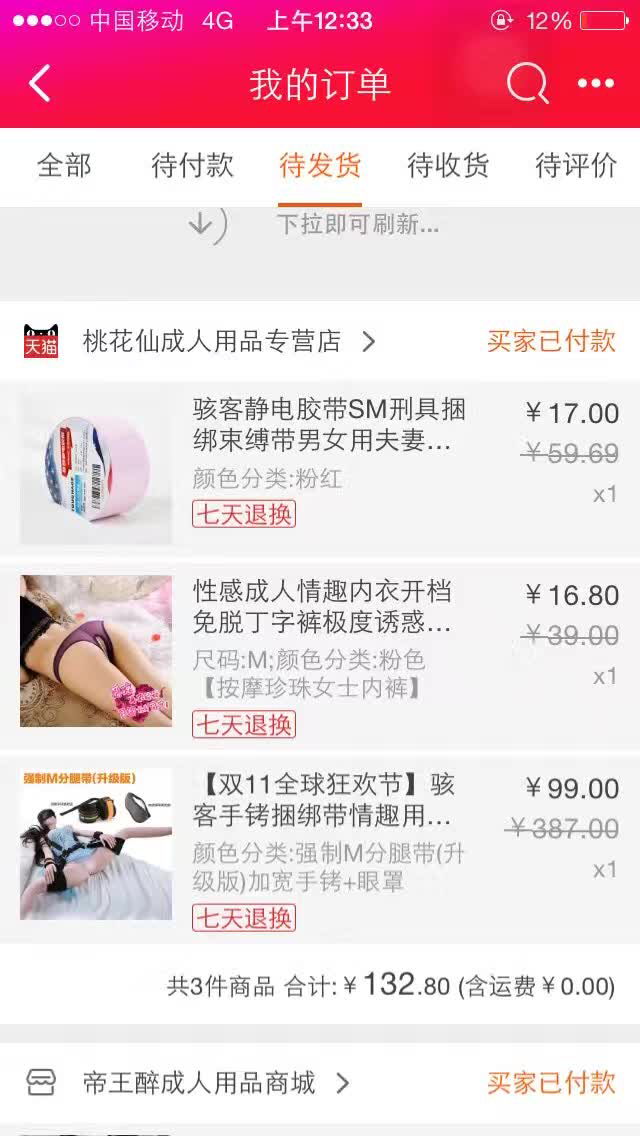 中国移动 4G 上午12:33 12%
我的订单
全部 待付款 待发货 待收货 待评价
下拉即可刷新...
天猫 桃花仙成人用品专营店 买家已付款
骇客静电胶带SM刑具捆 ￥17.00
绑束缚带男女用夫妻... ￥59.69
颜色分类:粉红 x1
七天退换
性感成人情趣内衣开档 ￥16.80
免脱丁字裤极度诱惑... ￥39.00
尺码:M;颜色分类:粉色 x1
【按摩珍珠女士内裤】
七天退换
强制M分腿带(升级版)
【双11全球狂欢节】骇 ￥99.00
客手铐捆绑带情趣用... ￥387.00
颜色分类:强制M分腿带(升 x1
级版)加宽手铐+眼罩
七天退换
共3件商品 合计:￥132.80 (含运费￥0.00)
帝王醉成人用品商城 买家已付款